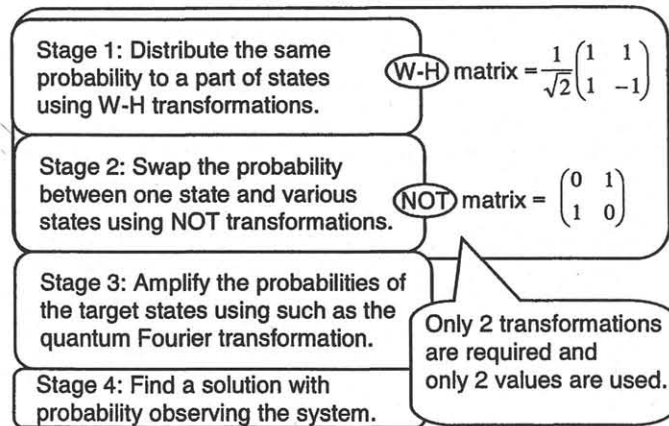 Stage 1: Distribute the same
probability to a part of states
using W-H transformations.
W-H matrix = 1/√2 (1 1
1 -1)
Stage 2: Swap the probability
between one state and various
states using NOT transformations.
NOT matrix = (0 1
1 0)
Stage 3: Amplify the probabilities of
the target states using such as the
quantum Fourier transformation.
Only 2 transformations
are required and
only 2 values are used.
Stage 4: Find a solution with
probability observing the system.